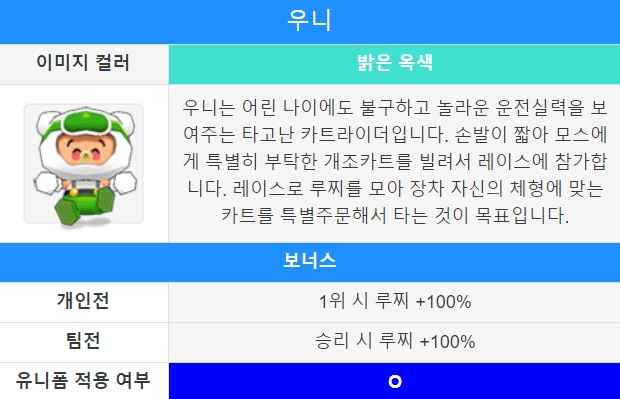 우니
이미지 컬러
밝은 옥색
우니는 어린 나이에도 불구하고 놀라운 운전실력을 보
여주는 타고난 카트라이더입니다. 손발이 짧아 모스에
게 특별히 부탁한 개조카트를 빌려서 레이스에 참가합
니다. 레이스로 루찌를 모아 장차 자신의 체형에 맞는
카트를 특별주문해서 타는 것이 목표입니다.
보너스
개인전
1위 시 루찌 +100%
팀전
승리 시 루찌 +100%
유니폼 적용 여부
O